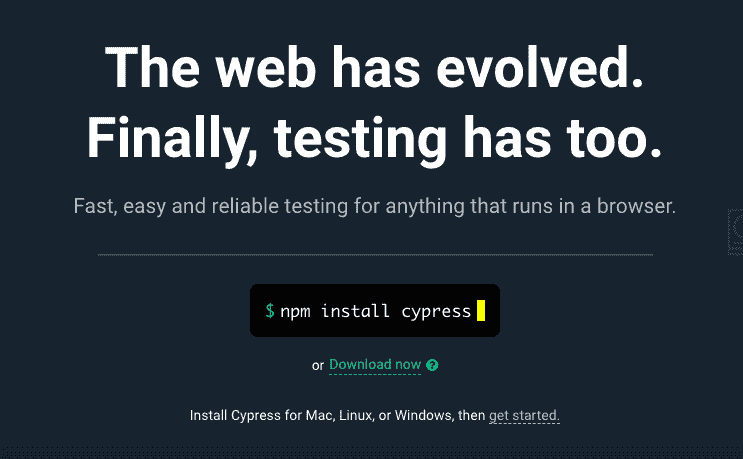 The web has evolved.
Finally, testing has too.
Fast, easy and reliable testing for anything that runs in a browser.
$ npm install cypress
or Download now ?
Install Cypress for Mac, Linux, or Windows, then get started.